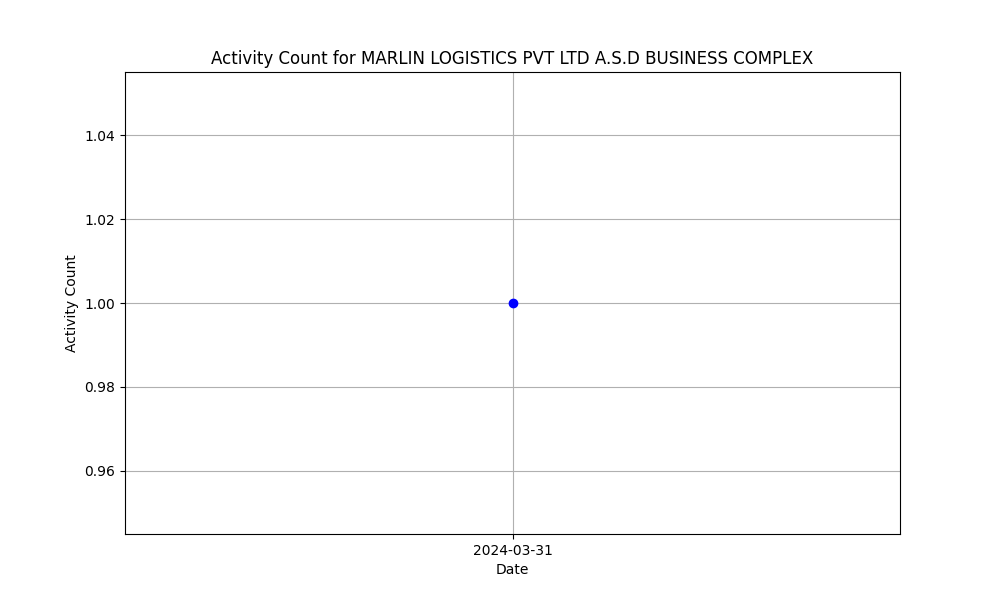 Activity Count for MARLIN LOGISTICS PVT LTD A.S.D BUSINESS COMPLEX
1.04
1.02
1.00
0.98
0.96
Activity Count
2024-03-31
Date